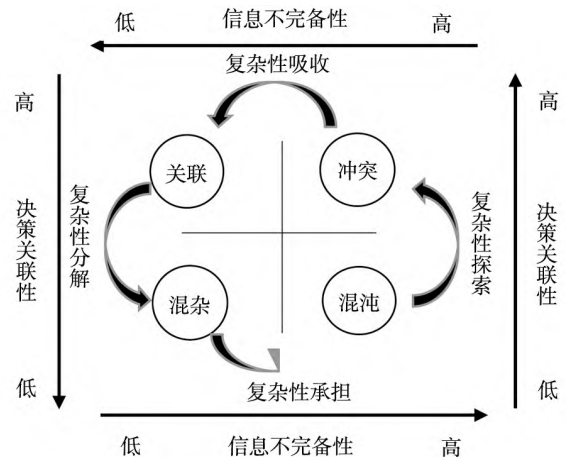 低 信息不完备性 高
复杂性吸收
高
高
关联
冲突
复杂性分解
决策关联性
复杂性探索
决策关联性
混杂
混沌
低
复杂性承担
低
低 信息不完备性 高